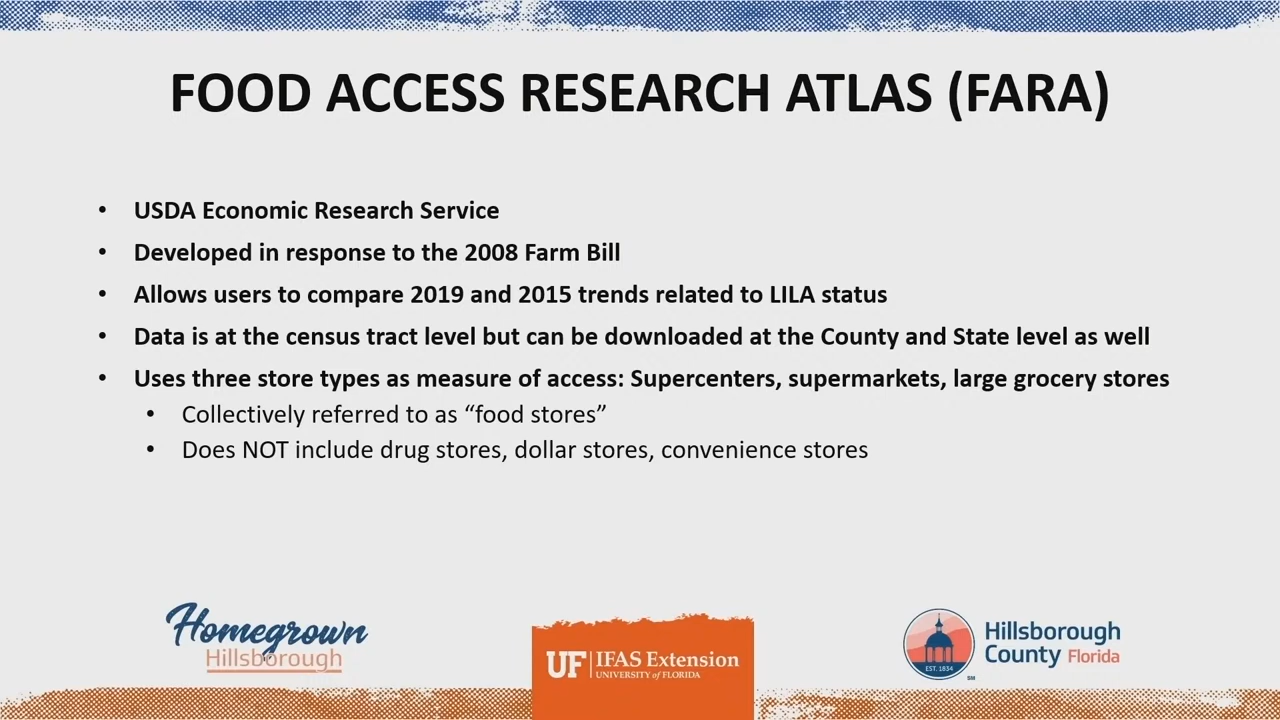 FOOD ACCESS RESEARCH ATLAS (FARA)
• USDA Economic Research Service
• Developed in response to the 2008 Farm Bill
• Allows users to compare 2019 and 2015 trends related to LILA status
• Data is at the census tract level but can be downloaded at the County and State level as well
• Uses three store types as measure of access: Supercenters, supermarkets, large grocery stores
• Collectively referred to as “food stores”
• Does NOT include drug stores, dollar stores, convenience stores
Homegrown
Hillsborough
UF IFAS Extension
UNIVERSITY of FLORIDA
EST. 1834
SM
Hillsborough
County Florida